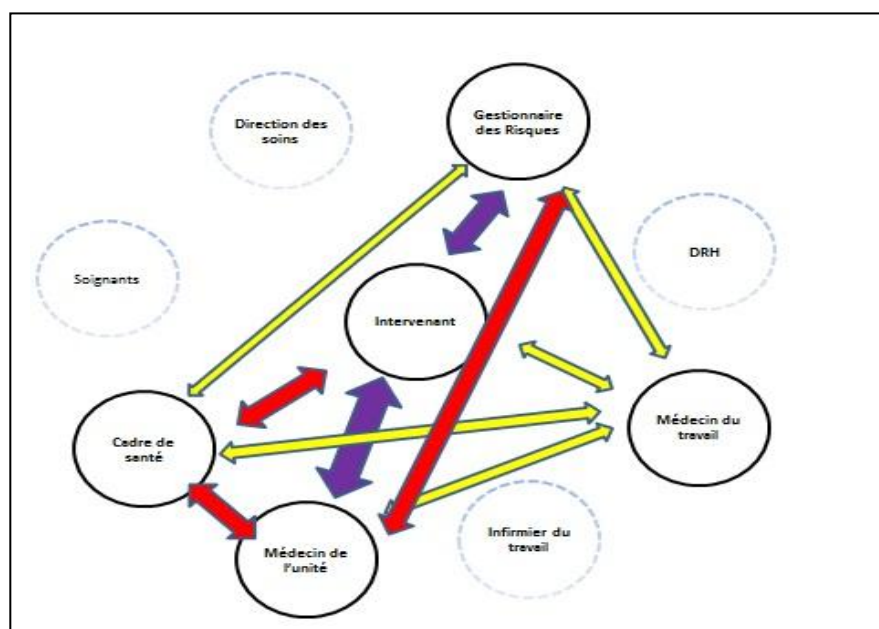 Gestionnaire
des Risques
Direction des
soins
DRH
Soignants
Intervenant
Médecin du
travail
Cadre de
santé
Infirmier du
travail
Médecin de
l'unité